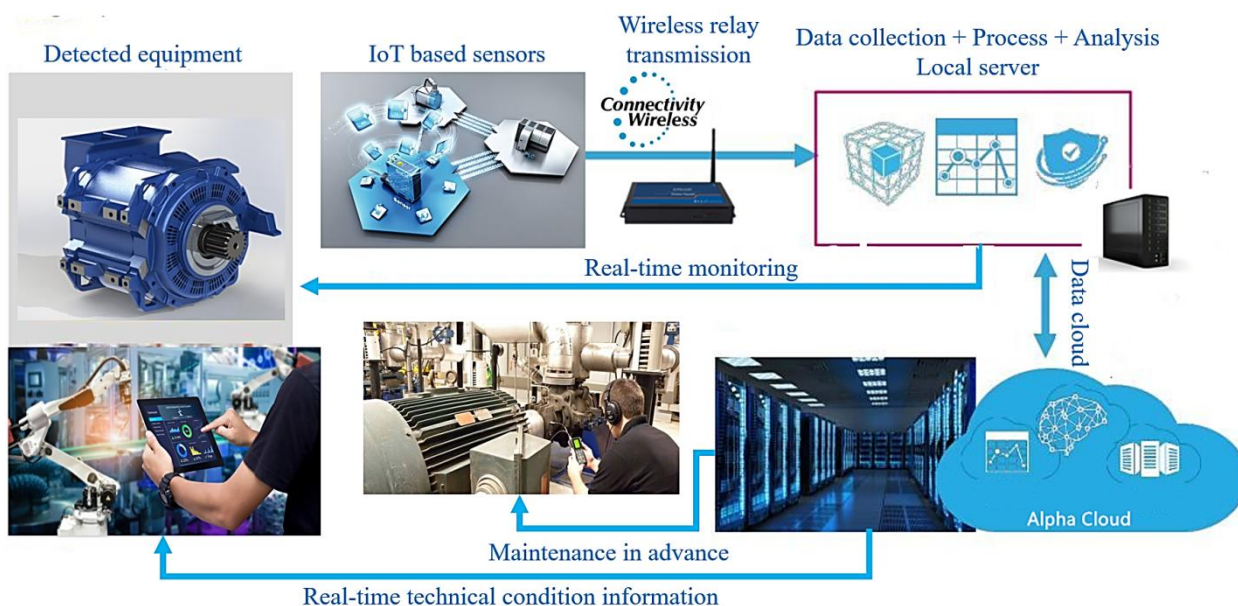 Detected equipment
IoT based sensors
Wireless relay
transmission
Data collection + Process + Analysis
Local server
Connectivity
Wireless
Sensor
Real-time monitoring
Data cloud
Alpha Cloud
Maintenance in advance
Real-time technical condition information